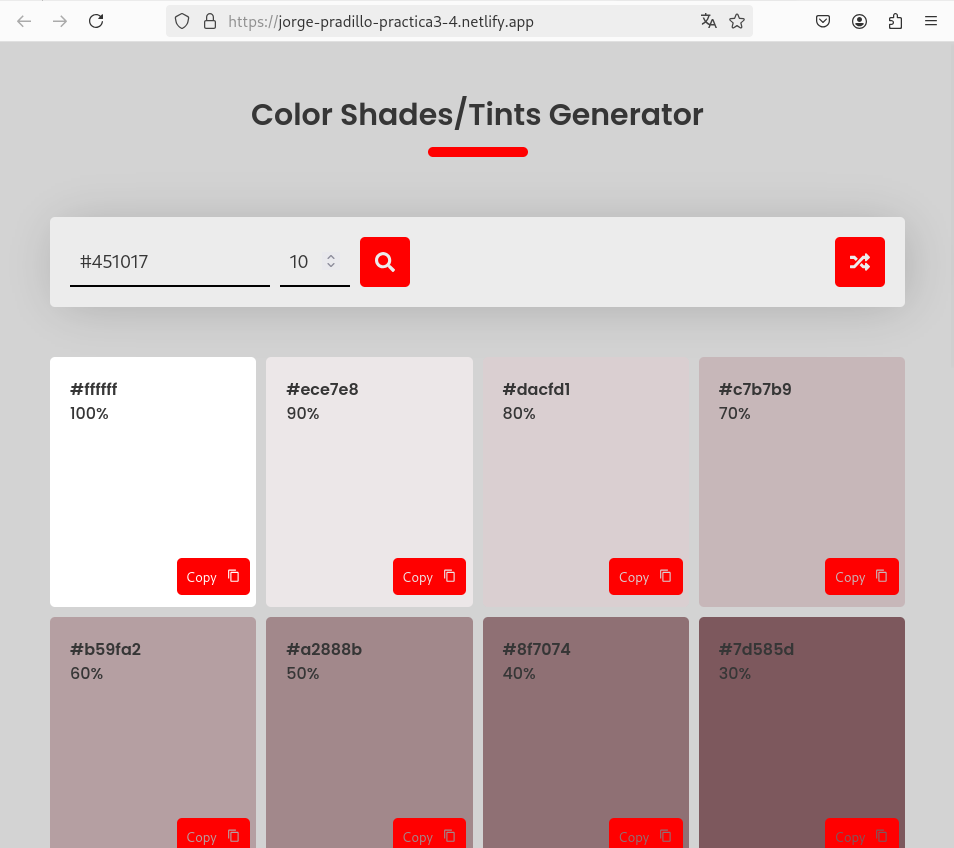 https://jorge-pradillo-practica3-4.netlify.app
Color Shades/Tints Generator
#451017
10
#ffffff
100%
Copy
#ece7e8
90%
Copy
#dacfd1
80%
Copy
#c7b7b9
70%
Copy
#b59fa2
60%
Copy
#a2888b
50%
Copy
#8f7074
40%
Copy
#7d585d
30%
Copy